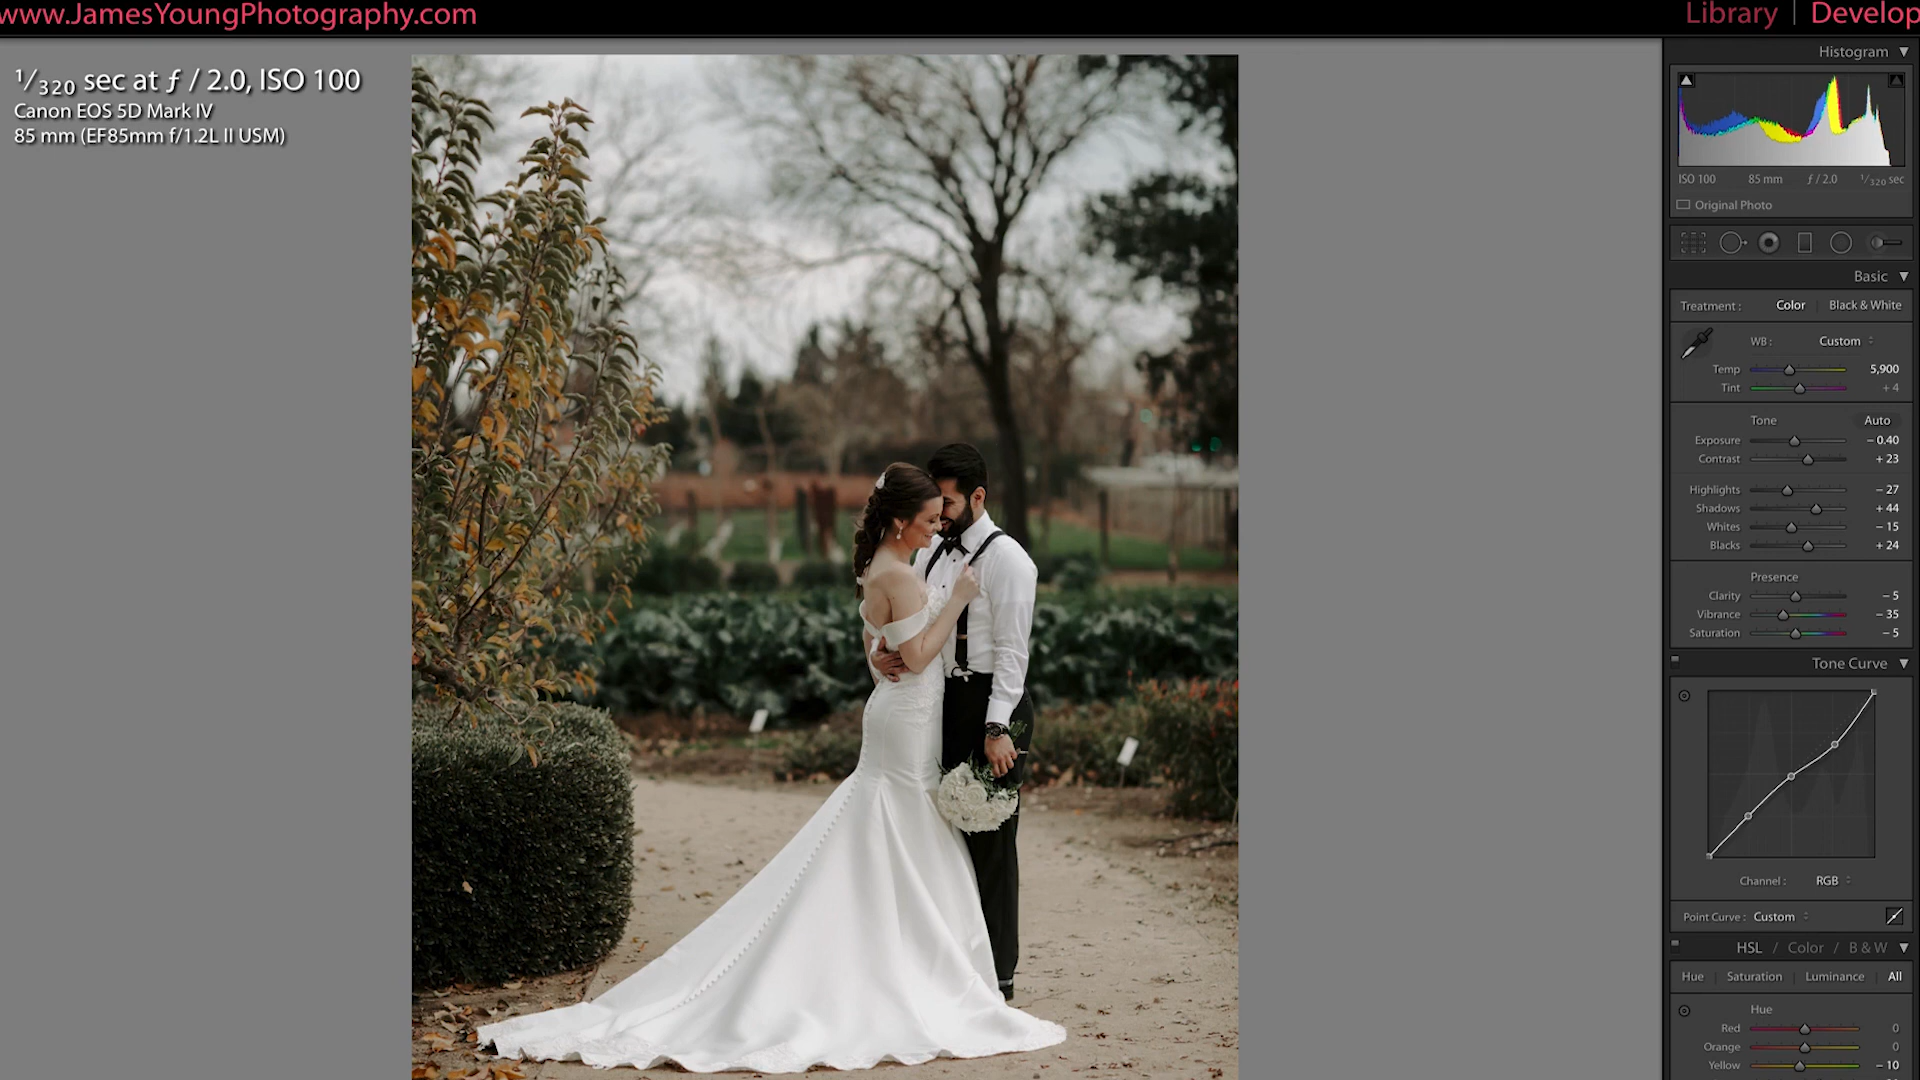 www.JamesYoungPhotography.com
Library | Develop
1/320 sec at ƒ / 2.0, ISO 100
Canon EOS 5D Mark IV
85 mm (EF85mm f/1.2L II USM)
Histogram
ISO 100 85 mm ƒ / 2.0 1/320 sec
Original Photo
Basic
Treatment : Color Black & White
WB : Custom
Temp 5,900
Tint + 4
Tone Auto
Exposure – 0.40
Contrast + 23
Highlights – 27
Shadows + 44
Whites – 15
Blacks + 24
Presence
Clarity – 5
Vibrance – 35
Saturation – 5
Tone Curve
Channel : RGB
Point Curve : Custom
HSL / Color / B & W
Hue Saturation Luminance All
Hue
Red 0
Orange 0
Yellow – 10